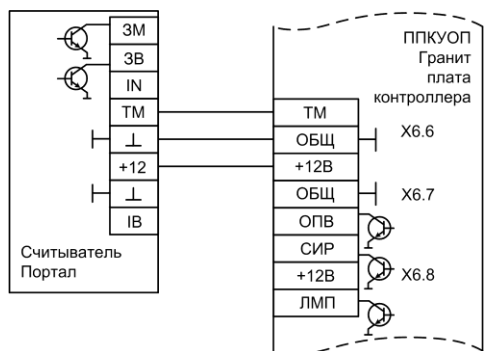 ЗМ
ЗВ
IN
ТМ
⊥
+12
⊥
IB
Считыватель
Портал
ППКУОП
Гранит
плата
контроллера
ТМ
ОБЩ
+12В
ОБЩ
ОПВ
СИР
+12В
ЛМП
X6.6
X6.7
X6.8